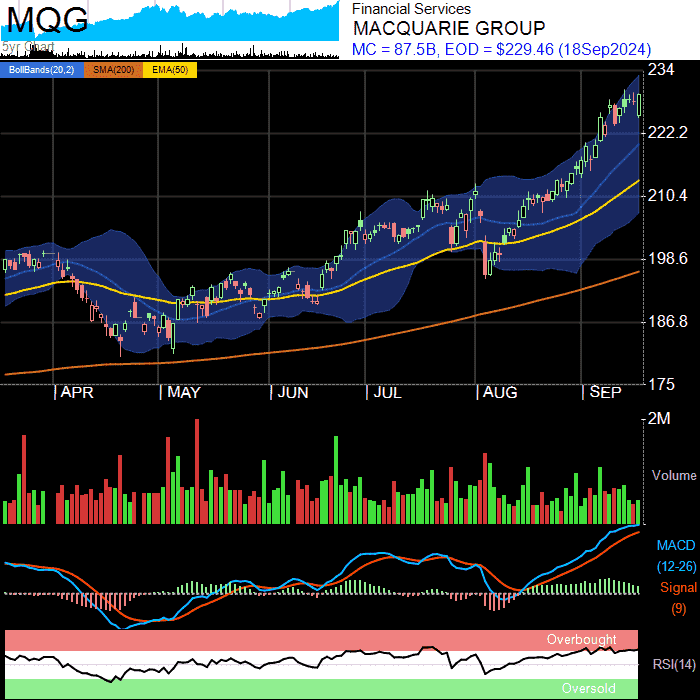 MQG
5yr Chart
Financial Services
MACQUARIE GROUP
MC = 87.5B, EOD = $229.46 (18Sep2024)
BollBands(20,2) SMA(200) EMA(50)
234
222.2
210.4
198.6
186.8
175
APR MAY JUN JUL AUG SEP
2M
Volume
MACD
(12-26)
Signal
(9)
Overbought
RSI(14)
Oversold